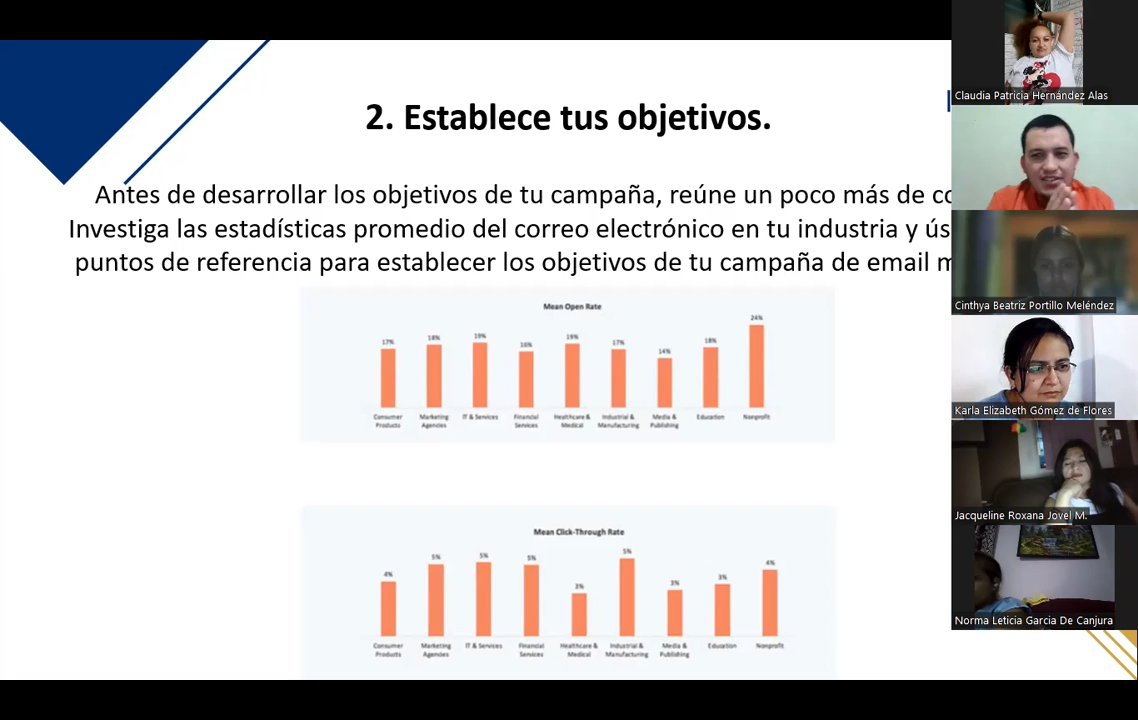 2. Establece tus objetivos.
Antes de desarrollar los objetivos de tu campaña, reúne un poco más de co
Investiga las estadísticas promedio del correo electrónico en tu industria y ús
puntos de referencia para establecer los objetivos de tu campaña de email m
Mean Open Rate
17% 18% 19% 16% 19% 17% 14% 18% 24%
Consumer Marketing IT & Services Financial Healthcare & Industrial & Media & Education Nonprofit
Products Agencies Services Medical Manufacturing Publishing
Mean Click-Through Rate
4% 5% 5% 5% 3% 5% 3% 3% 4%
Consumer Marketing IT & Services Financial Healthcare & Industrial & Media & Education Nonprofit
Products Agencies Services Medical Manufacturing Publishing
Claudia Patricia Hernández Alas
Cinthya Beatriz Portillo Meléndez
Karla Elizabeth Gómez de Flores
Jacqueline Roxana Jovel M.
Norma Leticia Garcia De Canjura